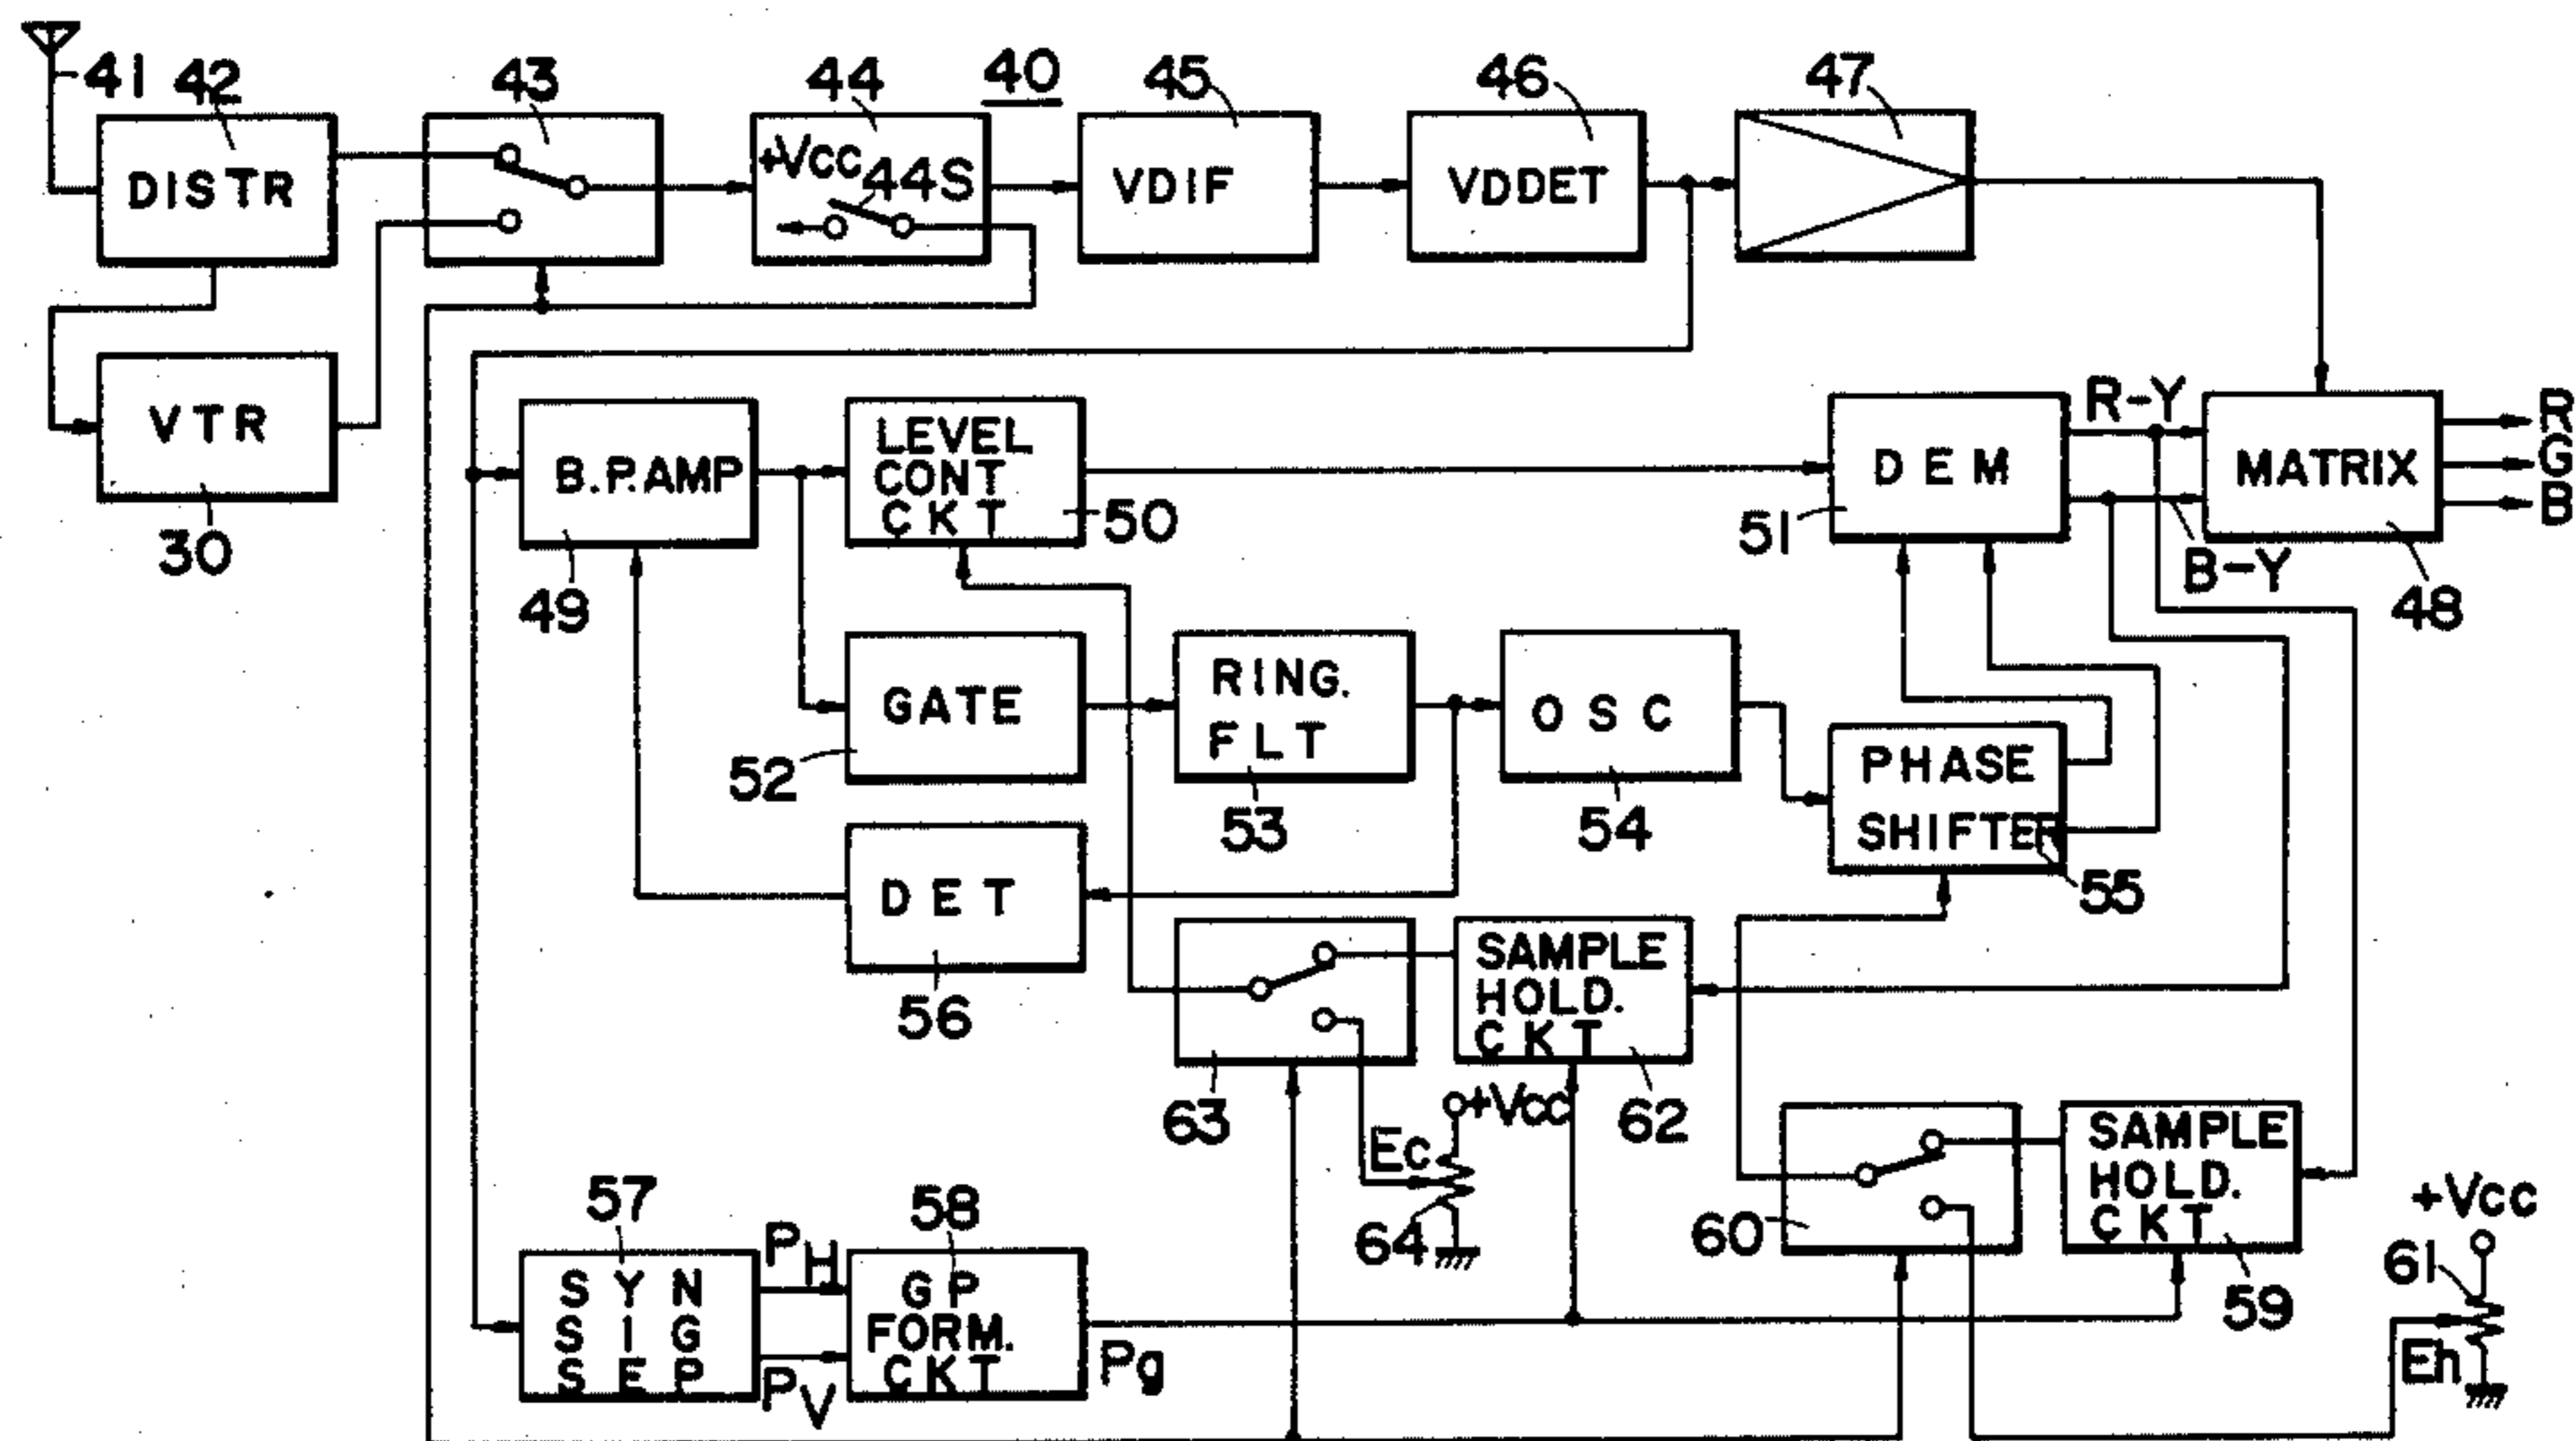 41
42
43
44
40
45
46
47
DISTR
+Vcc
44S
VDIF
VDDET
VTR
30
B.P.AMP
49
LEVEL
CONT
CKT
50
DEM
51
R-Y
B-Y
MATRIX
48
R
G
B
GATE
52
RING.
FLT
53
OSC
54
PHASE
SHIFTER
55
DET
56
63
SAMPLE
HOLD.
CKT
62
+Vcc
Ec
64
60
SAMPLE
HOLD.
CKT
59
+Vcc
61
Eh
57
SYN
SIG
SEP
PH
PV
58
GP
FORM.
CKT
Pg